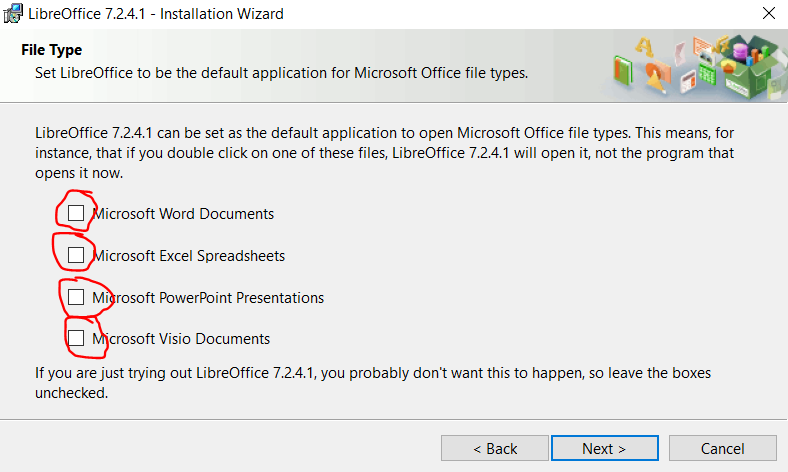 LibreOffice 7.2.4.1 - Installation Wizard
File Type
Set LibreOffice to be the default application for Microsoft Office file types.
LibreOffice 7.2.4.1 can be set as the default application to open Microsoft Office file types. This means, for
instance, that if you double click on one of these files, LibreOffice 7.2.4.1 will open it, not the program that
opens it now.
Microsoft Word Documents
Microsoft Excel Spreadsheets
Microsoft PowerPoint Presentations
Microsoft Visio Documents
If you are just trying out LibreOffice 7.2.4.1, you probably don't want this to happen, so leave the boxes
unchecked.
< Back
Next >
Cancel